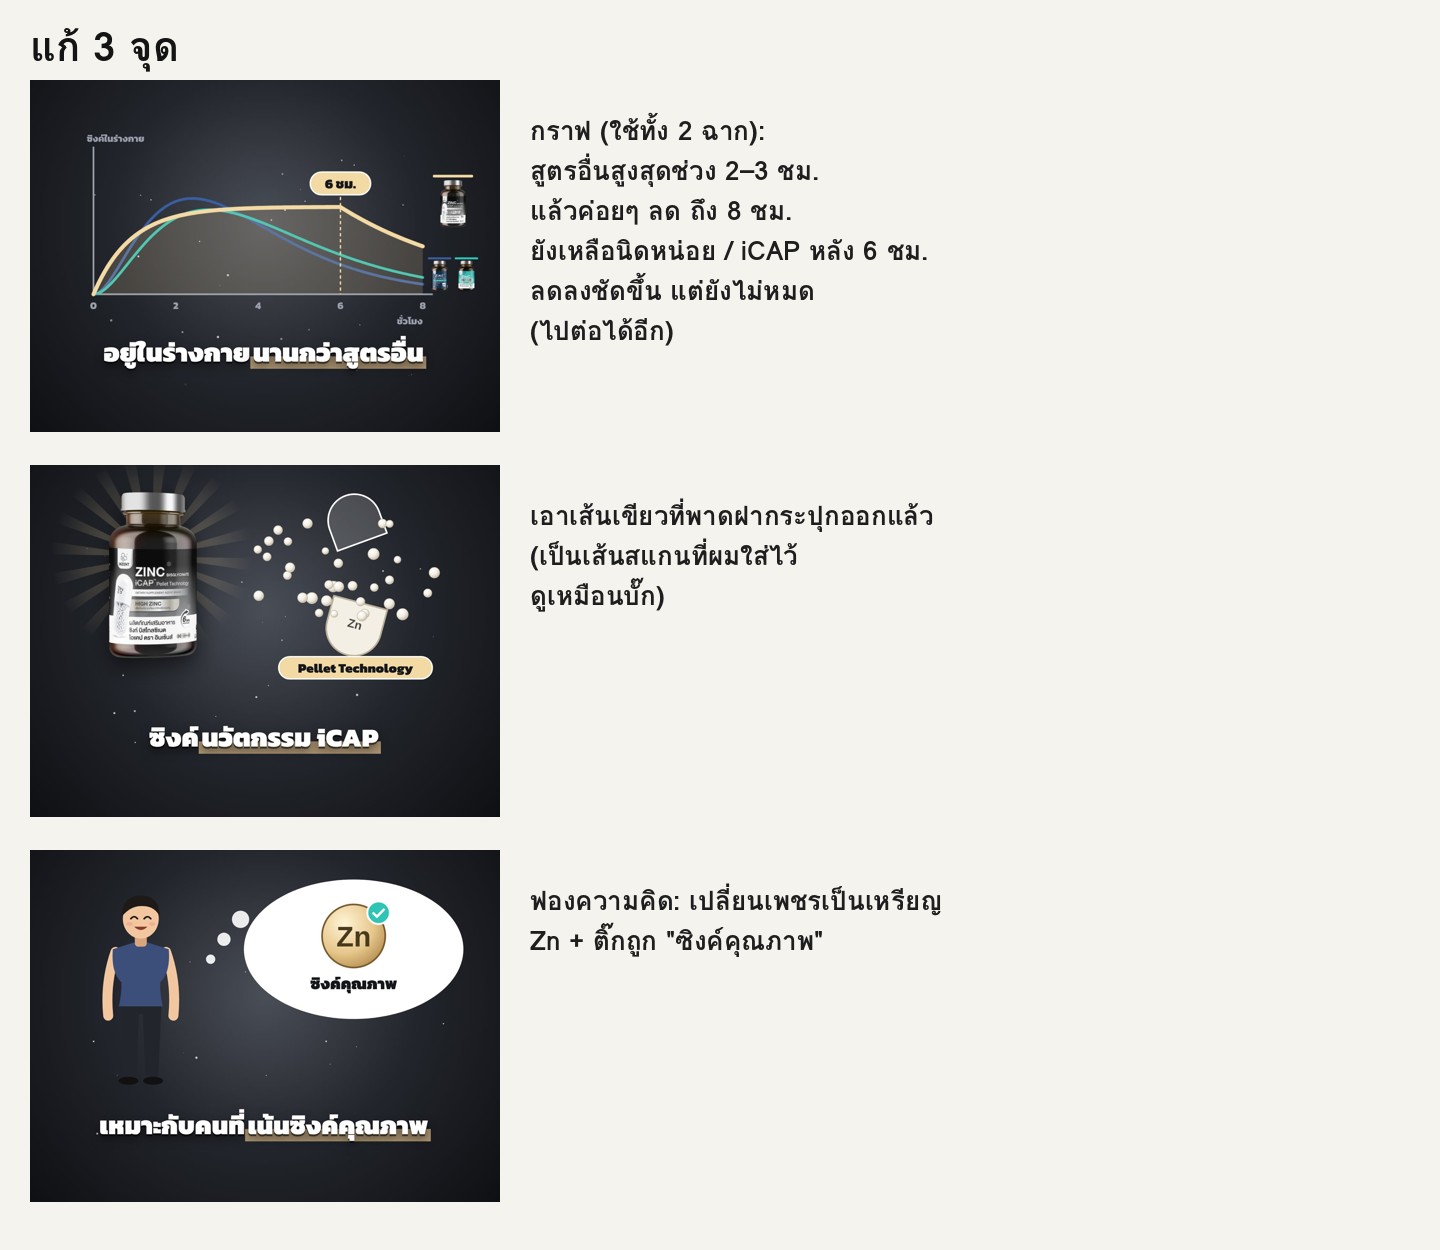 แก้ 3 จุด
ซิงค์ในร่างกาย
6 ชม.
0 2 4 6 8
ชั่วโมง
อยู่ในร่างกายนานกว่าสูตรอื่น
กราฟ (ใช้ทั้ง 2 ฉาก):
สูตรอื่นสูงสุดช่วง 2–3 ชม.
แล้วค่อยๆ ลด ถึง 8 ชม.
ยังเหลือนิดหน่อย / iCAP หลัง 6 ชม.
ลดลงชัดขึ้น แต่ยังไม่หมด
(ไปต่อได้อีก)
ZINC
iCAP Pellet Technology
HIGH ZINC
Zn
Pellet Technology
ซิงค์นวัตกรรม iCAP
เอาเส้นเขียวที่พาดฝากระปุกออกแล้ว
(เป็นเส้นสแกนที่ผมใส่ไว้
ดูเหมือนบั๊ก)
Zn
ซิงค์คุณภาพ
เหมาะกับคนที่เน้นซิงค์คุณภาพ
ฟองความคิด: เปลี่ยนเพชรเป็นเหรียญ
Zn + ติ๊กถูก "ซิงค์คุณภาพ"